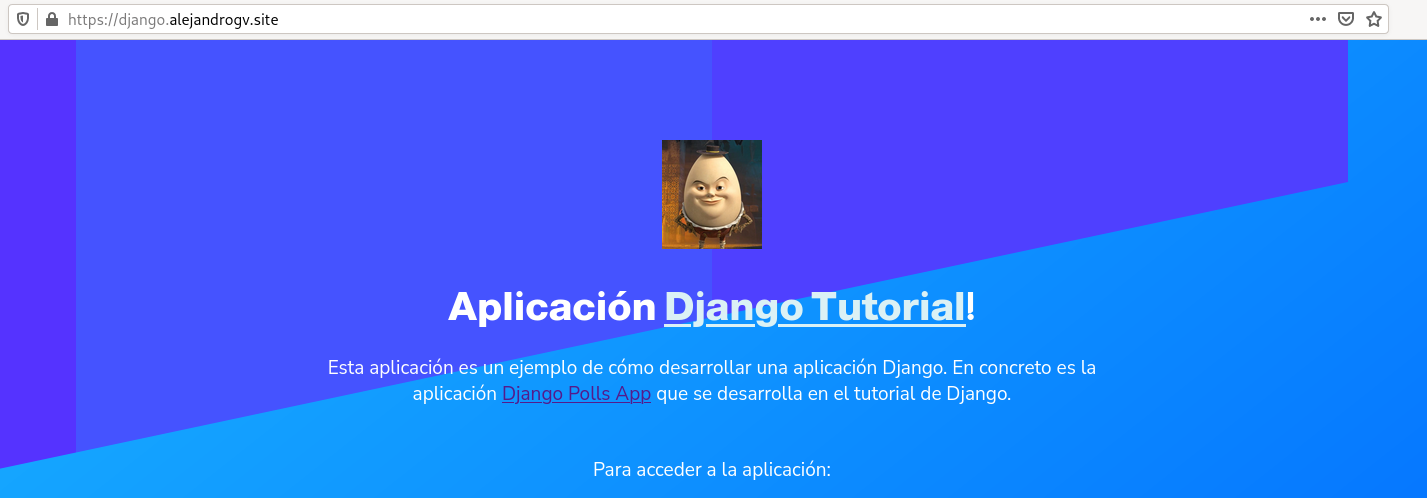 https://django.alejandrogv.site
Aplicación Django Tutorial!
Esta aplicación es un ejemplo de cómo desarrollar una aplicación Django. En concreto es la
aplicación Django Polls App que se desarrolla en el tutorial de Django.
Para acceder a la aplicación: